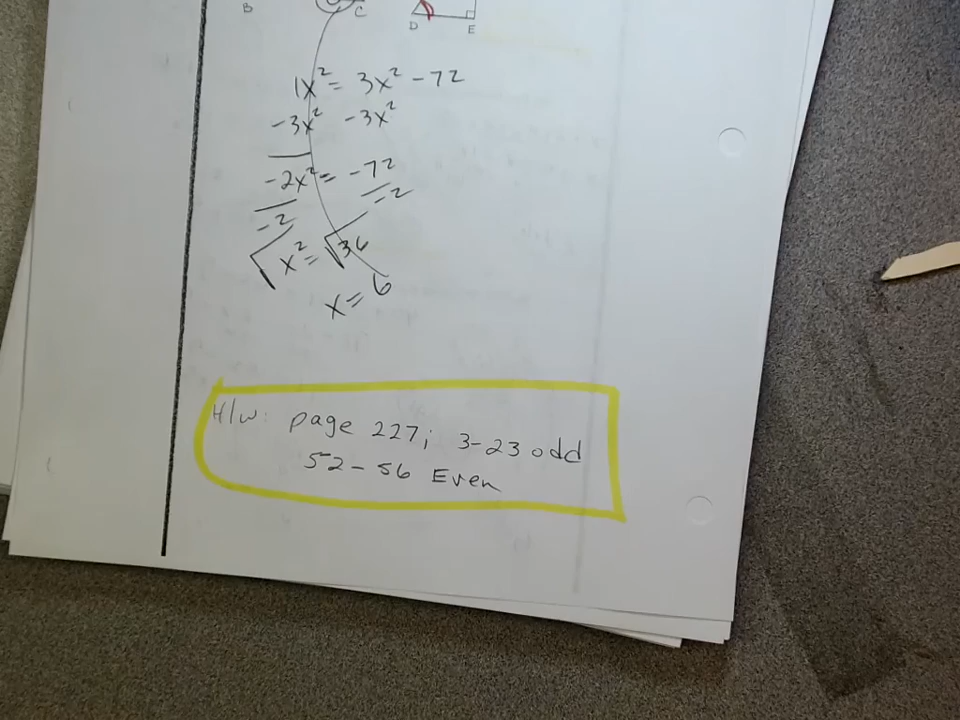 B C D E
1x² = 3x² - 72
-3x² -3x²
-2x² = -72
-2 -2
√x² = √36
x = 6
H/w: page 227; 3-23 odd
52-56 Even